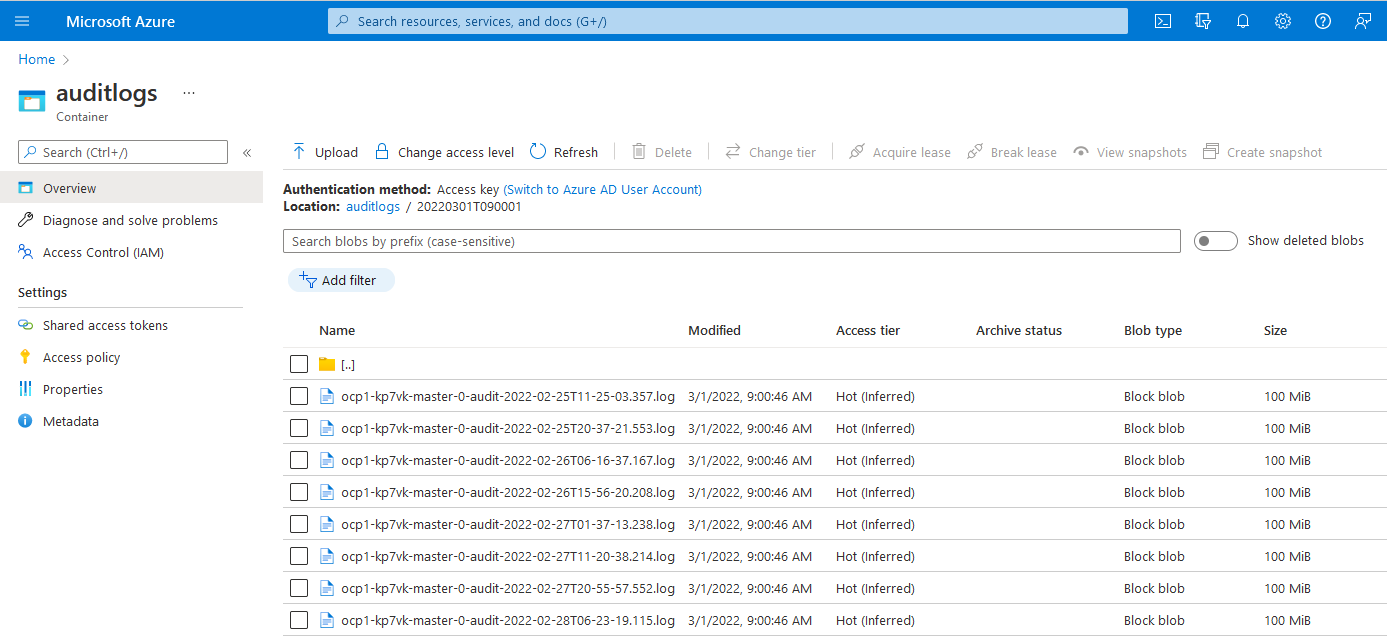 Microsoft Azure
Search resources, services, and docs (G+/)
Home
auditlogs
...
Container
Search (Ctrl+/)
«
Upload
Change access level
Refresh
Delete
Change tier
Acquire lease
Break lease
View snapshots
Create snapshot
Overview
Diagnose and solve problems
Access Control (IAM)
Settings
Shared access tokens
Access policy
Properties
Metadata
Authentication method: Access key (Switch to Azure AD User Account)
Location: auditlogs / 20220301T090001
Search blobs by prefix (case-sensitive)
Show deleted blobs
Add filter
Name Modified Access tier Archive status Blob type Size
[..]
ocp1-kp7vk-master-0-audit-2022-02-25T11-25-03.357.log 3/1/2022, 9:00:46 AM Hot (Inferred) Block blob 100 MiB
ocp1-kp7vk-master-0-audit-2022-02-25T20-37-21.553.log 3/1/2022, 9:00:46 AM Hot (Inferred) Block blob 100 MiB
ocp1-kp7vk-master-0-audit-2022-02-26T06-16-37.167.log 3/1/2022, 9:00:46 AM Hot (Inferred) Block blob 100 MiB
ocp1-kp7vk-master-0-audit-2022-02-26T15-56-20.208.log 3/1/2022, 9:00:46 AM Hot (Inferred) Block blob 100 MiB
ocp1-kp7vk-master-0-audit-2022-02-27T01-37-13.238.log 3/1/2022, 9:00:46 AM Hot (Inferred) Block blob 100 MiB
ocp1-kp7vk-master-0-audit-2022-02-27T11-20-38.214.log 3/1/2022, 9:00:46 AM Hot (Inferred) Block blob 100 MiB
ocp1-kp7vk-master-0-audit-2022-02-27T20-55-57.552.log 3/1/2022, 9:00:46 AM Hot (Inferred) Block blob 100 MiB
ocp1-kp7vk-master-0-audit-2022-02-28T06-23-19.115.log 3/1/2022, 9:00:46 AM Hot (Inferred) Block blob 100 MiB